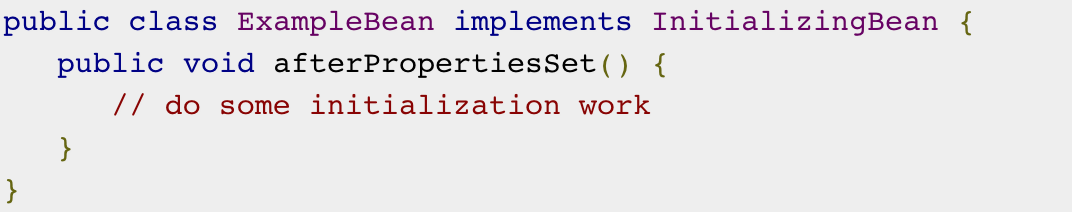 public class ExampleBean implements InitializingBean {
   public void afterPropertiesSet() {
      // do some initialization work
   }
}